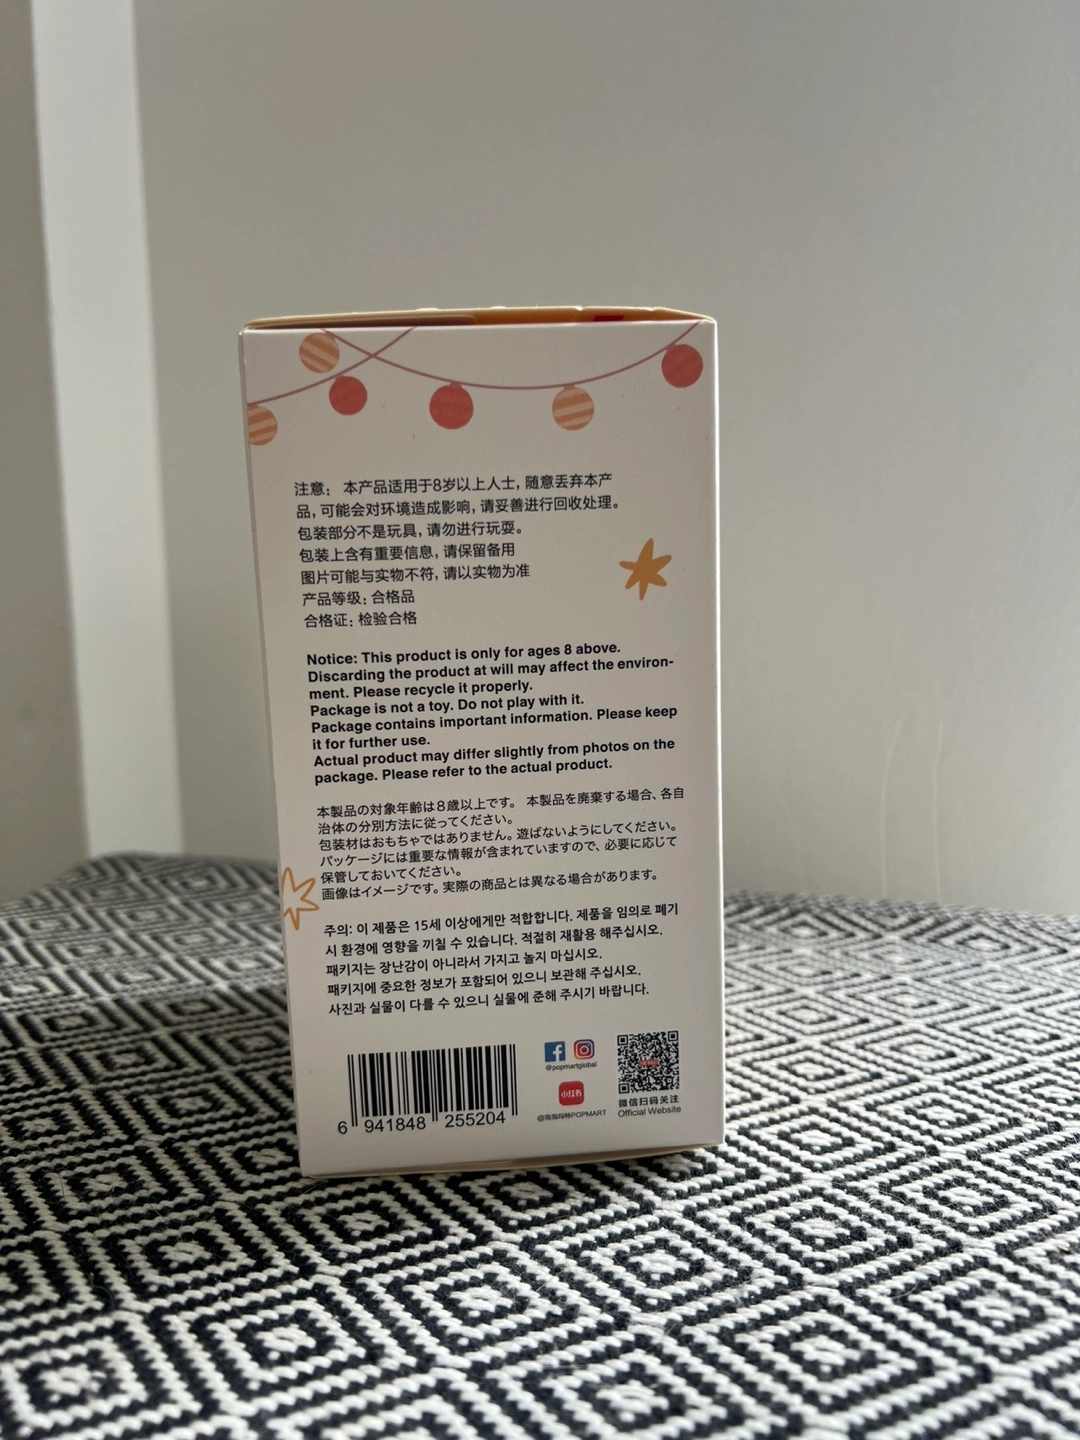 注意： 本产品适用于8岁以上人士, 随意丢弃本产
品, 可能会对环境造成影响, 请妥善进行回收处理。
包装部分不是玩具, 请勿进行玩耍。
包装上含有重要信息, 请保留备用
图片可能与实物不符, 请以实物为准
产品等级: 合格品
合格证: 检验合格
Notice: This product is only for ages 8 above.
Discarding the product at will may affect the environ-
ment. Please recycle it properly.
Package is not a toy. Do not play with it.
Package contains important information. Please keep
it for further use.
Actual product may differ slightly from photos on the
package. Please refer to the actual product.
本製品の対象年齢は8歳以上です。 本製品を廃棄する場合、各自
治体の分別方法に従ってください。
包装材はおもちゃではありません。遊ばないようにしてください。
パッケージには重要な情報が含まれていますので、必要に応じて
保管しておいてください。
画像はイメージです。実際の商品とは異なる場合があります。
주의: 이 제품은 15세 이상에게만 적합합니다. 제품을 임의로 폐기
시 환경에 영향을 끼칠 수 있습니다. 적절히 재활용 해주십시오.
패키지는 장난감이 아니라서 가지고 놀지 마십시오.
패키지에 중요한 정보가 포함되어 있으니 보관해 주십시오.
사진과 실물이 다를 수 있으니 실물에 준해 주시기 바랍니다.
6 941848 255204
@popmartglobal
小红书
@泡泡玛特POPMART
微信扫码关注
Official Website